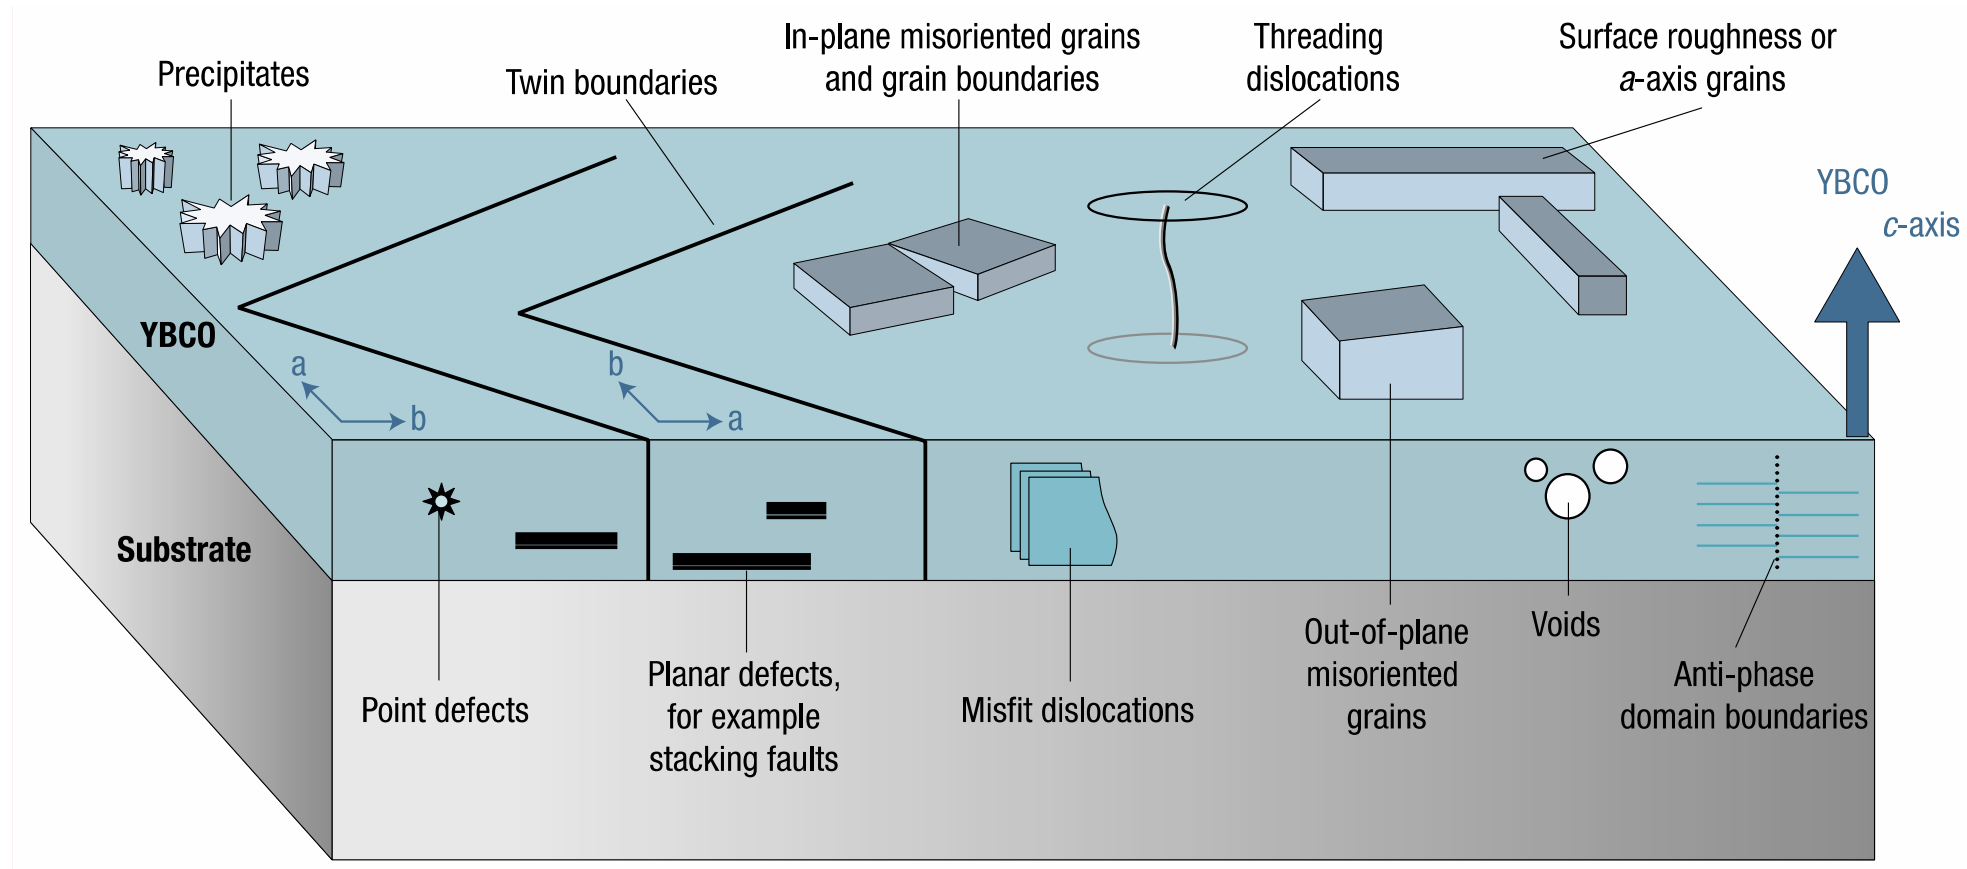 Precipitates
Twin boundaries
In-plane misoriented grains
and grain boundaries
Threading
dislocations
Surface roughness or
a-axis grains
YBCO
c-axis
YBCO
a
b
b
a
Substrate
Point defects
Planar defects,
for example
stacking faults
Misfit dislocations
Out-of-plane
misoriented
grains
Voids
Anti-phase
domain boundaries